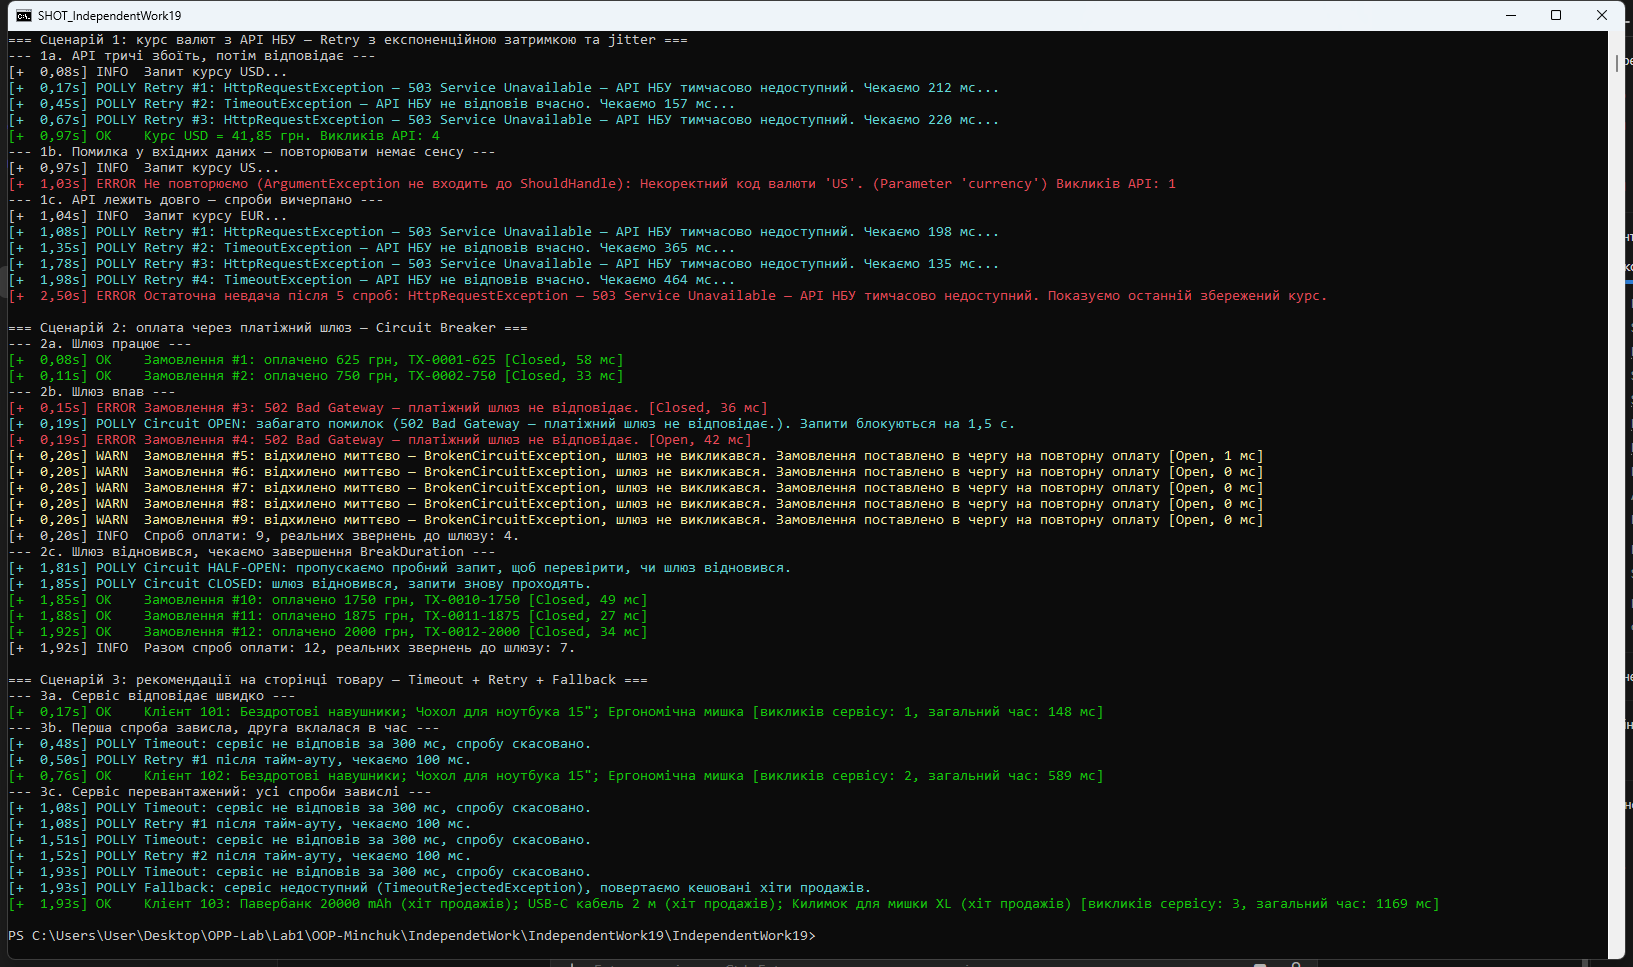 SHOT_IndependentWork19
=== Сценарій 1: курс валют з API НБУ — Retry з експоненційною затримкою та jitter ===
--- 1a. API тричі збоїть, потім відповідає ---
[+  0,08s] INFO  Запит курсу USD...
[+  0,17s] POLLY Retry #1: HttpRequestException — 503 Service Unavailable — API НБУ тимчасово недоступний. Чекаємо 212 мс...
[+  0,45s] POLLY Retry #2: TimeoutException — API НБУ не відповів вчасно. Чекаємо 157 мс...
[+  0,67s] POLLY Retry #3: HttpRequestException — 503 Service Unavailable — API НБУ тимчасово недоступний. Чекаємо 220 мс...
[+  0,97s] OK    Курс USD = 41,85 грн. Викликів API: 4
--- 1b. Помилка у вхідних даних — повторювати немає сенсу ---
[+  0,97s] INFO  Запит курсу US...
[+  1,03s] ERROR Не повторюємо (ArgumentException не входить до ShouldHandle): Некоректний код валюти 'US'. (Parameter 'currency') Викликів API: 1
--- 1c. API лежить довго — спроби вичерпано ---
[+  1,04s] INFO  Запит курсу EUR...
[+  1,08s] POLLY Retry #1: HttpRequestException — 503 Service Unavailable — API НБУ тимчасово недоступний. Чекаємо 198 мс...
[+  1,35s] POLLY Retry #2: TimeoutException — API НБУ не відповів вчасно. Чекаємо 365 мс...
[+  1,78s] POLLY Retry #3: HttpRequestException — 503 Service Unavailable — API НБУ тимчасово недоступний. Чекаємо 135 мс...
[+  1,98s] POLLY Retry #4: TimeoutException — API НБУ не відповів вчасно. Чекаємо 464 мс...
[+  2,50s] ERROR Остаточна невдача після 5 спроб: HttpRequestException — 503 Service Unavailable — API НБУ тимчасово недоступний. Показуємо останній збережений курс.
=== Сценарій 2: оплата через платіжний шлюз — Circuit Breaker ===
--- 2a. Шлюз працює ---
[+  0,08s] OK    Замовлення #1: оплачено 625 грн, TX-0001-625 [Closed, 58 мс]
[+  0,11s] OK    Замовлення #2: оплачено 750 грн, TX-0002-750 [Closed, 33 мс]
--- 2b. Шлюз впав ---
[+  0,15s] ERROR Замовлення #3: 502 Bad Gateway — платіжний шлюз не відповідає. [Closed, 36 мс]
[+  0,19s] POLLY Circuit OPEN: забагато помилок (502 Bad Gateway — платіжний шлюз не відповідає.). Запити блокуються на 1,5 с.
[+  0,19s] ERROR Замовлення #4: 502 Bad Gateway — платіжний шлюз не відповідає. [Open, 42 мс]
[+  0,20s] WARN  Замовлення #5: відхилено миттєво — BrokenCircuitException, шлюз не викликався. Замовлення поставлено в чергу на повторну оплату [Open, 1 мс]
[+  0,20s] WARN  Замовлення #6: відхилено миттєво — BrokenCircuitException, шлюз не викликався. Замовлення поставлено в чергу на повторну оплату [Open, 0 мс]
[+  0,20s] WARN  Замовлення #7: відхилено миттєво — BrokenCircuitException, шлюз не викликався. Замовлення поставлено в чергу на повторну оплату [Open, 0 мс]
[+  0,20s] WARN  Замовлення #8: відхилено миттєво — BrokenCircuitException, шлюз не викликався. Замовлення поставлено в чергу на повторну оплату [Open, 0 мс]
[+  0,20s] WARN  Замовлення #9: відхилено миттєво — BrokenCircuitException, шлюз не викликався. Замовлення поставлено в чергу на повторну оплату [Open, 0 мс]
[+  0,20s] INFO  Спроб оплати: 9, реальних звернень до шлюзу: 4.
--- 2c. Шлюз відновився, чекаємо завершення BreakDuration ---
[+  1,81s] POLLY Circuit HALF-OPEN: пропускаємо пробний запит, щоб перевірити, чи шлюз відновився.
[+  1,85s] POLLY Circuit CLOSED: шлюз відновився, запити знову проходять.
[+  1,85s] OK    Замовлення #10: оплачено 1750 грн, TX-0010-1750 [Closed, 49 мс]
[+  1,88s] OK    Замовлення #11: оплачено 1875 грн, TX-0011-1875 [Closed, 27 мс]
[+  1,92s] OK    Замовлення #12: оплачено 2000 грн, TX-0012-2000 [Closed, 34 мс]
[+  1,92s] INFO  Разом спроб оплати: 12, реальних звернень до шлюзу: 7.
=== Сценарій 3: рекомендації на сторінці товару — Timeout + Retry + Fallback ===
--- 3a. Сервіс відповідає швидко ---
[+  0,17s] OK    Клієнт 101: Бездротові навушники; Чохол для ноутбука 15"; Ергономічна мишка [викликів сервісу: 1, загальний час: 148 мс]
--- 3b. Перша спроба зависла, друга вклалася в час ---
[+  0,48s] POLLY Timeout: сервіс не відповів за 300 мс, спробу скасовано.
[+  0,50s] POLLY Retry #1 після тайм-ауту, чекаємо 100 мс.
[+  0,76s] OK    Клієнт 102: Бездротові навушники; Чохол для ноутбука 15"; Ергономічна мишка [викликів сервісу: 2, загальний час: 589 мс]
--- 3c. Сервіс перевантажений: усі спроби зависли ---
[+  1,08s] POLLY Timeout: сервіс не відповів за 300 мс, спробу скасовано.
[+  1,08s] POLLY Retry #1 після тайм-ауту, чекаємо 100 мс.
[+  1,51s] POLLY Timeout: сервіс не відповів за 300 мс, спробу скасовано.
[+  1,52s] POLLY Retry #2 після тайм-ауту, чекаємо 100 мс.
[+  1,93s] POLLY Timeout: сервіс не відповів за 300 мс, спробу скасовано.
[+  1,93s] POLLY Fallback: сервіс недоступний (TimeoutRejectedException), повертаємо кешовані хіти продажів.
[+  1,93s] OK    Клієнт 103: Павербанк 20000 mAh (хіт продажів); USB-C кабель 2 м (хіт продажів); Килимок для мишки XL (хіт продажів) [викликів сервісу: 3, загальний час: 1169 мс]
PS C:\Users\User\Desktop\OPP-Lab\Lab1\OOP-Minchuk\IndependetWork\IndependentWork19\IndependentWork19>